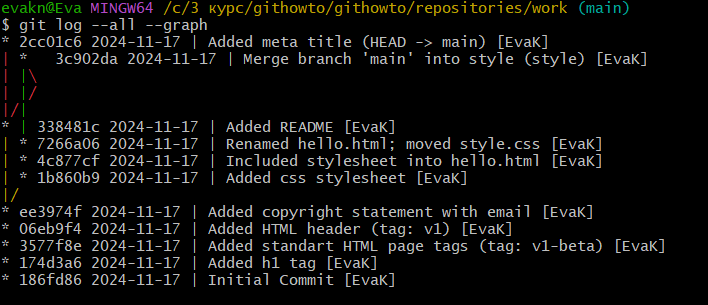 evakn@Eva MINGW64 /c/3 курс/githowto/githowto/repositories/work (main)
$ git log --all --graph
* 2cc01c6 2024-11-17 | Added meta title (HEAD -> main) [EvaK]
| *   3c902da 2024-11-17 | Merge branch 'main' into style (style) [EvaK]
| |\
| |/
|/|
* | 338481c 2024-11-17 | Added README [EvaK]
| * 7266a06 2024-11-17 | Renamed hello.html; moved style.css [EvaK]
| * 4c877cf 2024-11-17 | Included stylesheet into hello.html [EvaK]
| * 1b860b9 2024-11-17 | Added css stylesheet [EvaK]
|/
* ee3974f 2024-11-17 | Added copyright statement with email [EvaK]
* 06eb9f4 2024-11-17 | Added HTML header (tag: v1) [EvaK]
* 3577f8e 2024-11-17 | Added standart HTML page tags (tag: v1-beta) [EvaK]
* 174d3a6 2024-11-17 | Added h1 tag [EvaK]
* 186fd86 2024-11-17 | Initial Commit [EvaK]